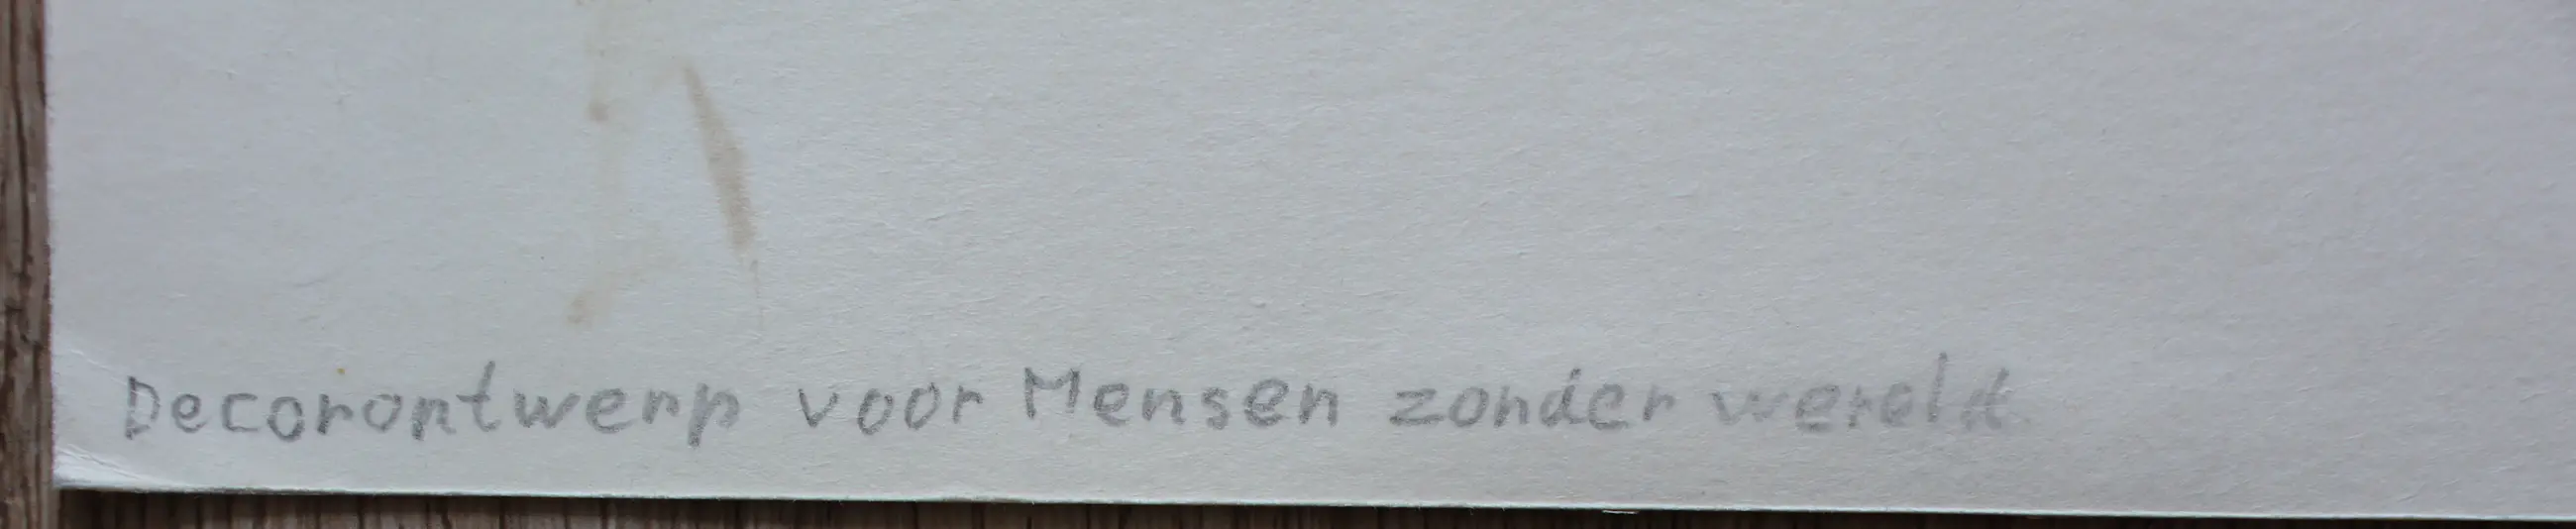 Decorontwerp voor Mensen zonder wereld